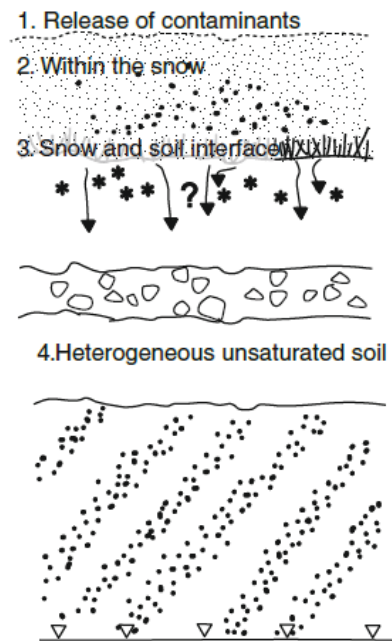 1. Release of contaminants
2. Within the snow
3. Snow and soil interface
?
4.Heterogeneous unsaturated soil